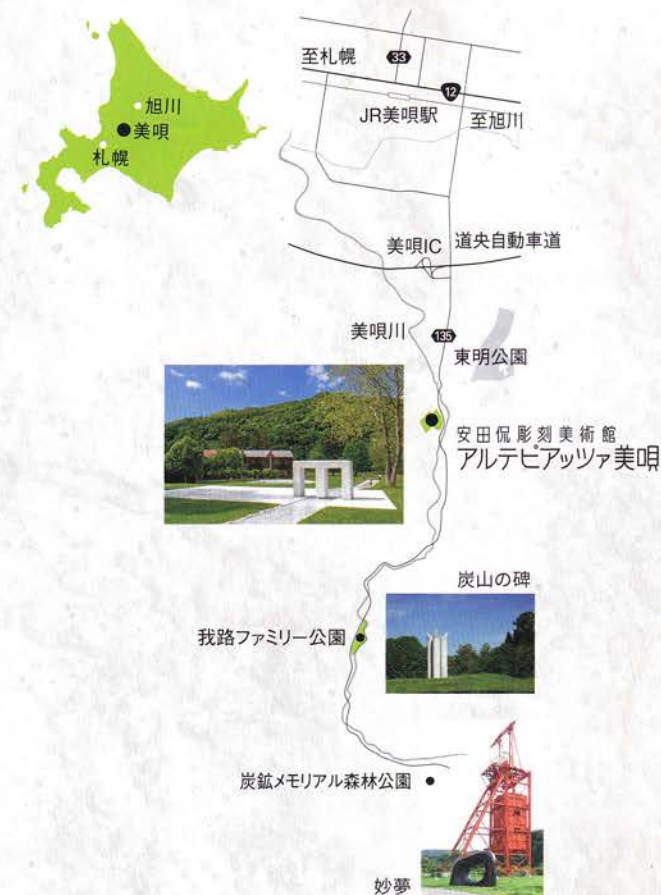 旭川
美唄
札幌
至札幌
33
12
JR美唄駅
至旭川
美唄IC
道央自動車道
美唄川
135
東明公園
安田侃彫刻美術館
アルテピアッツァ美唄
炭山の碑
我路ファミリー公園
炭鉱メモリアル森林公園
妙夢